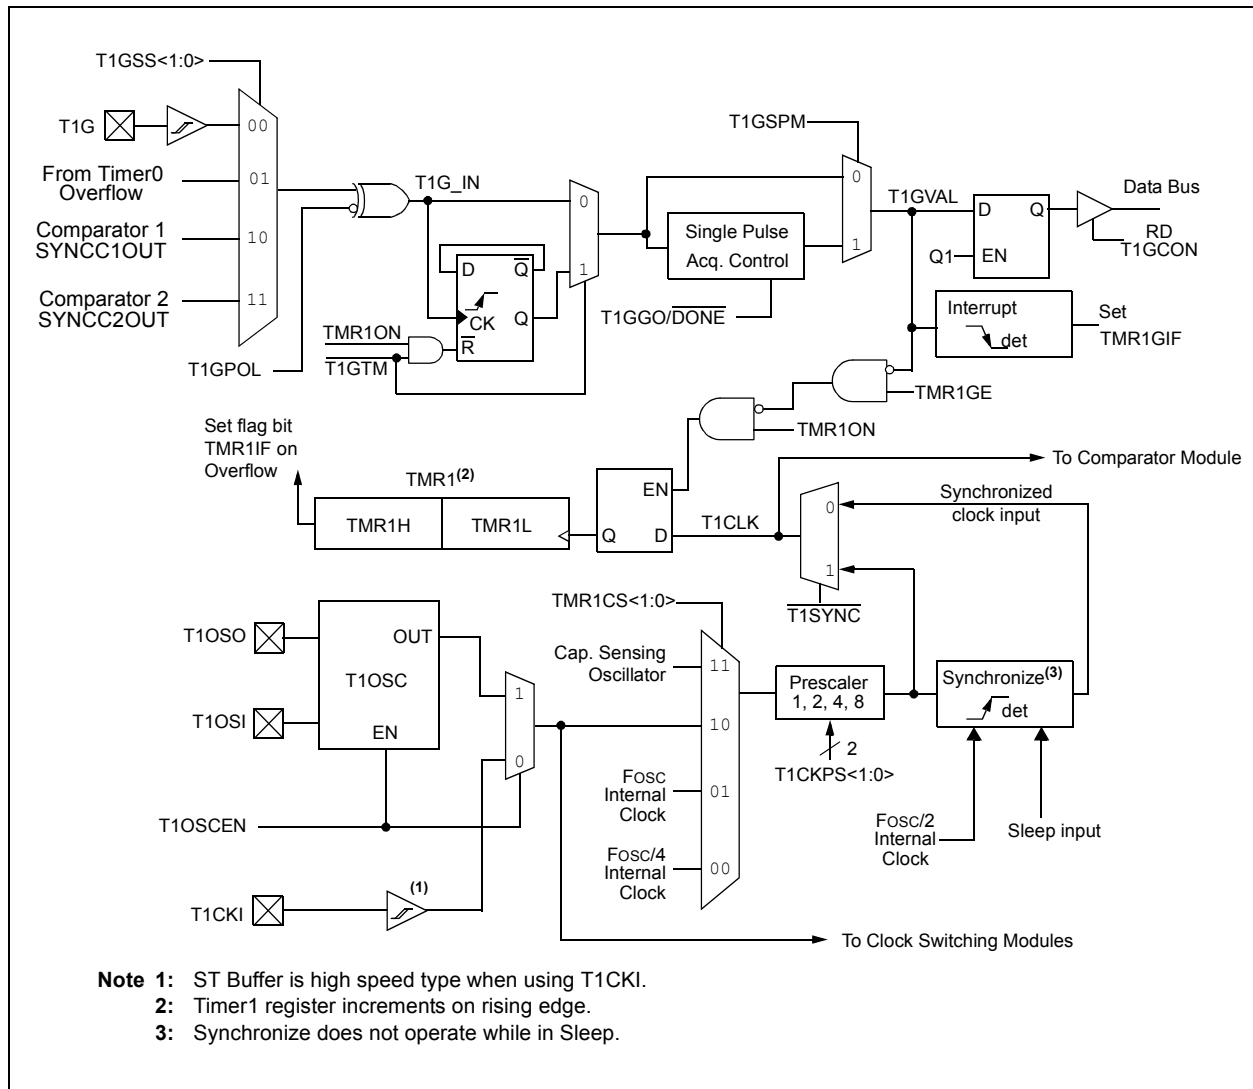 T1GSS<1:0>
T1G
00
From Timer0
Overflow
01
Comparator 1
SYNCC1OUT
10
Comparator 2
SYNCC2OUT
11
T1GPOL
T1G_IN
D
Q
CK
Q
R
TMR1ON
T1GTM
0
1
Single Pulse
Acq. Control
T1GGO/DONE
T1GSPM
0
1
T1GVAL
D
Q
Q1
EN
Data Bus
RD
T1GCON
Interrupt
det
Set
TMR1GIF
TMR1GE
TMR1ON
Set flag bit
TMR1IF on
Overflow
TMR1(2)
TMR1H
TMR1L
EN
Q
D
T1CLK
To Comparator Module
0
1
Synchronized
clock input
T1SYNC
T1OSO
T1OSI
OUT
T1OSC
EN
1
0
T1OSCEN
T1CKI
(1)
TMR1CS<1:0>
Cap. Sensing
Oscillator
11
10
FOSC
Internal
Clock
01
FOSC/4
Internal
Clock
00
Prescaler
1, 2, 4, 8
2
T1CKPS<1:0>
Synchronize(3)
det
FOSC/2
Internal
Clock
Sleep input
To Clock Switching Modules
Note 1: ST Buffer is high speed type when using T1CKI.
2: Timer1 register increments on rising edge.
3: Synchronize does not operate while in Sleep.